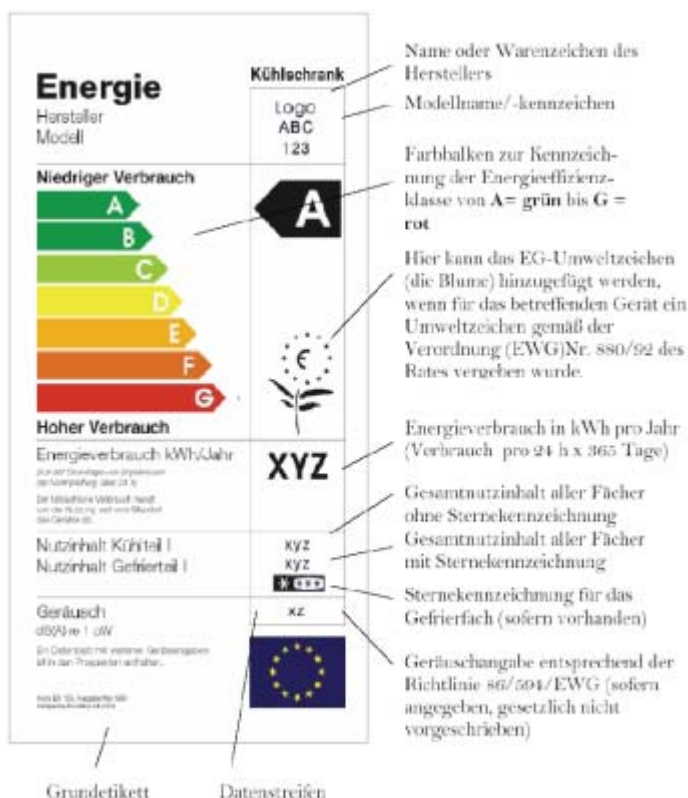 Energie
Hersteller
Modell
Kühlschrank
Logo
ABC
123
Niedriger Verbrauch
A
B
C
D
E
F
G
A
€
Hoher Verbrauch
Energieverbrauch kWh/Jahr
XYZ
Nutzinhalt Kühlteil l
Nutzinhalt Gefrierteil l
xyz
xyz
Geräusch
dB(A) re 1 pW
xz
Name oder Warenzeichen des
Herstellers
Modellname/-kennzeichen
Farbbalken zur Kennzeich-
nung der Energieeffizienz-
klasse von A= grün bis G =
rot
Hier kann das EG-Umweltzeichen
(die Blume) hinzugefügt werden,
wenn für das betreffenden Gerät ein
Umweltzeichen gemäß der
Verordnung (EWG)Nr. 880/92 des
Rates vergeben wurde.
Energieverbrauch in kWh pro Jahr
(Verbrauch pro 24 h x 365 Tage)
Gesamtnutzinhalt aller Fächer
ohne Sternekennzeichnung
Gesamtnutzinhalt aller Fächer
mit Sternekennzeichnung
Sternekennzeichnung für das
Gefrierfach (sofern vorhanden)
Geräuschangabe entsprechend der
Richtlinie 86/594/EWG (sofern
angegeben, gesetzlich nicht
vorgeschrieben)
Grundetikett
Datenstreifen